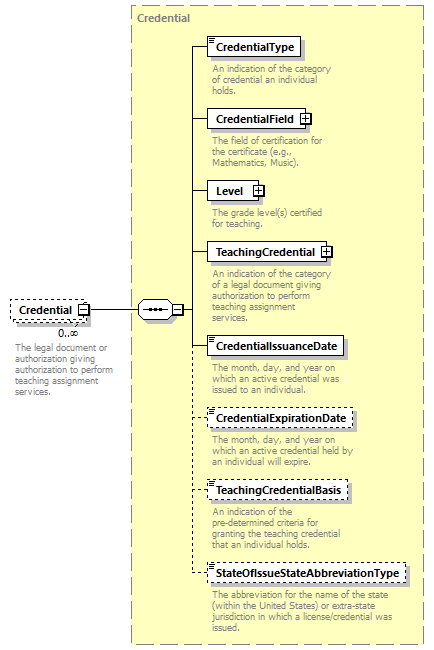 Credential
CredentialType
An indication of the category
of credential an individual
holds.
CredentialField
The field of certification for
the certificate (e.g.,
Mathematics, Music).
Level
The grade level(s) certified
for teaching.
TeachingCredential
An indication of the category
of a legal document giving
authorization to perform
teaching assignment
services.
Credential
0..∞
The legal document or
authorization giving
authorization to perform
teaching assignment
services.
CredentialIssuanceDate
The month, day, and year on
which an active credential was
issued to an individual.
CredentialExpirationDate
The month, day, and year on
which an active credential held by
an individual will expire.
TeachingCredentialBasis
An indication of the
pre-determined criteria for
granting the teaching credential
that an individual holds.
StateOfIssueStateAbbreviationType
The abbreviation for the name of the state
(within the United States) or extra-state
jurisdiction in which a license/credential was
issued.